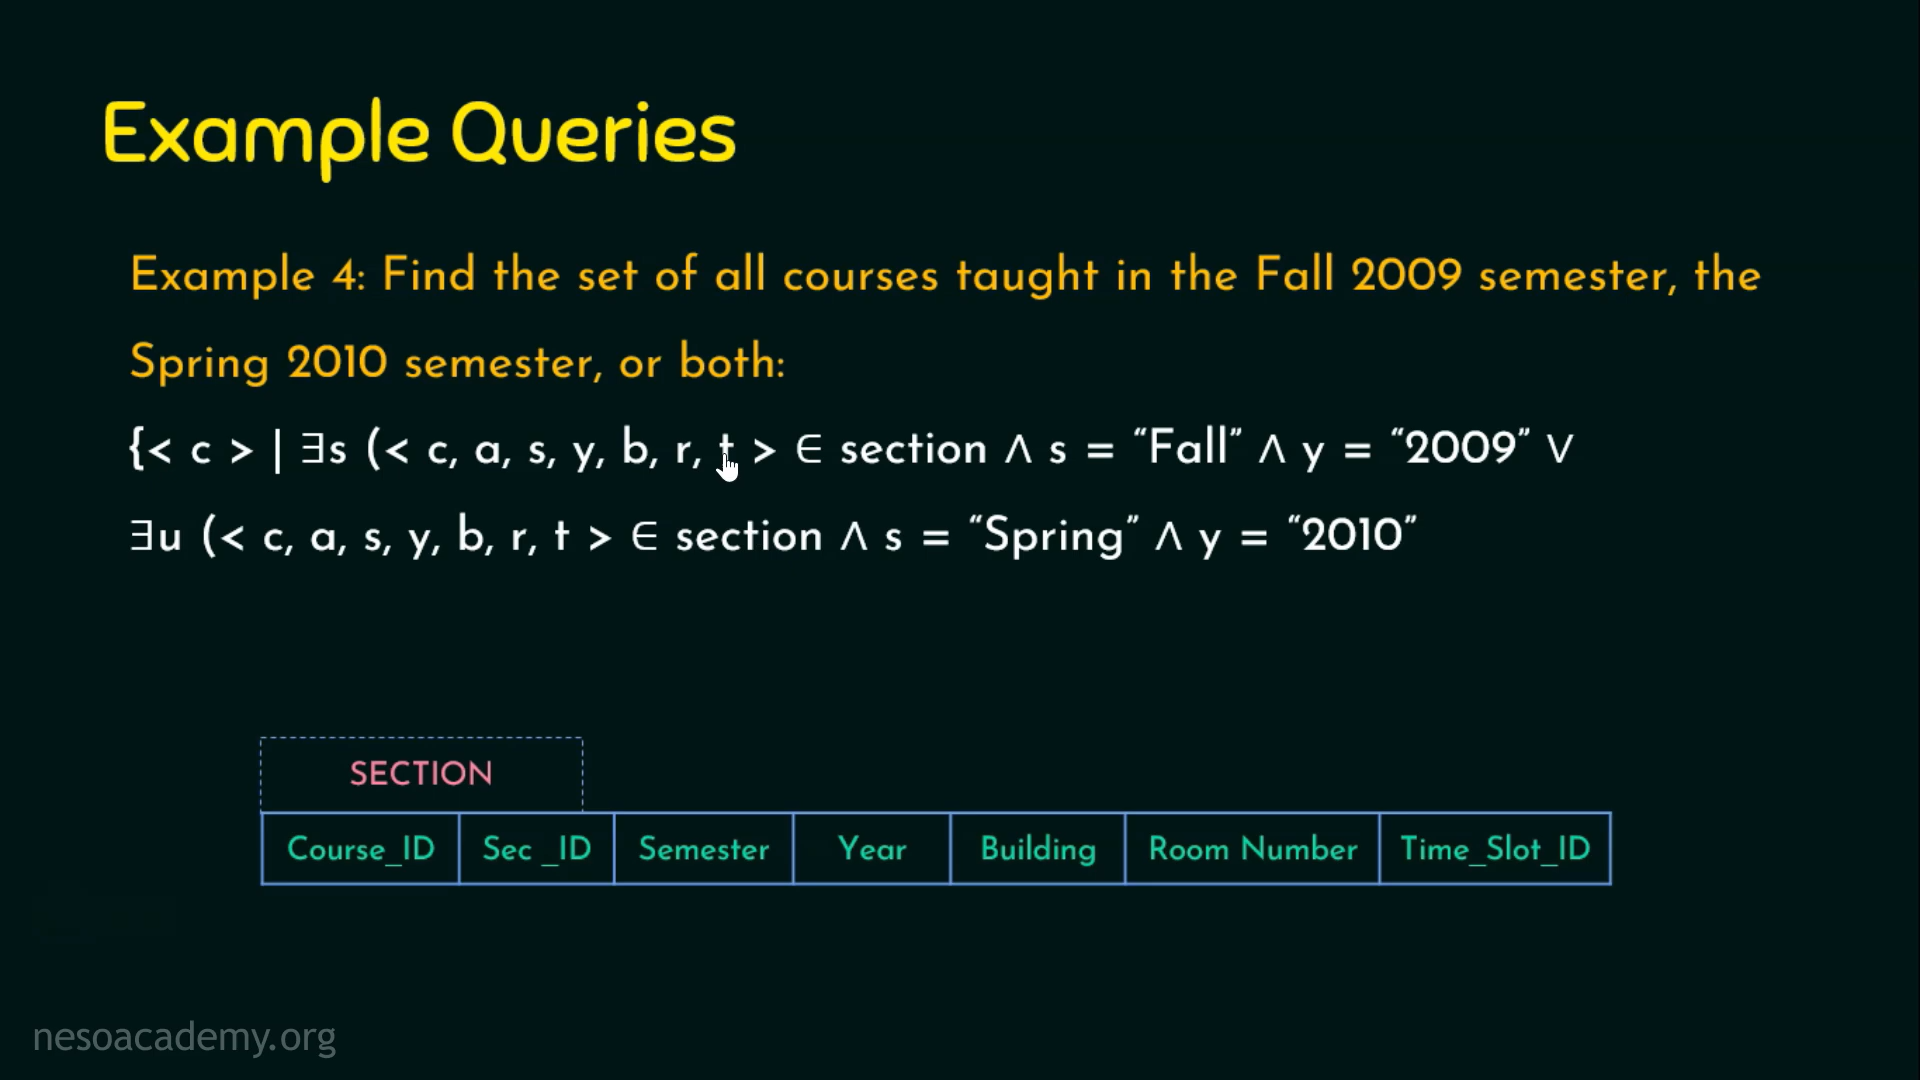 Example Queries
Example 4: Find the set of all courses taught in the Fall 2009 semester, the
Spring 2010 semester, or both:
{< c > | ∃s (< c, a, s, y, b, r, t > ∈ section ∧ s = “Fall” ∧ y = “2009” ∨
∃u (< c, a, s, y, b, r, t > ∈ section ∧ s = “Spring” ∧ y = “2010”
SECTION
Course_ID Sec _ID Semester Year Building Room Number Time_Slot_ID
nesoacademy.org